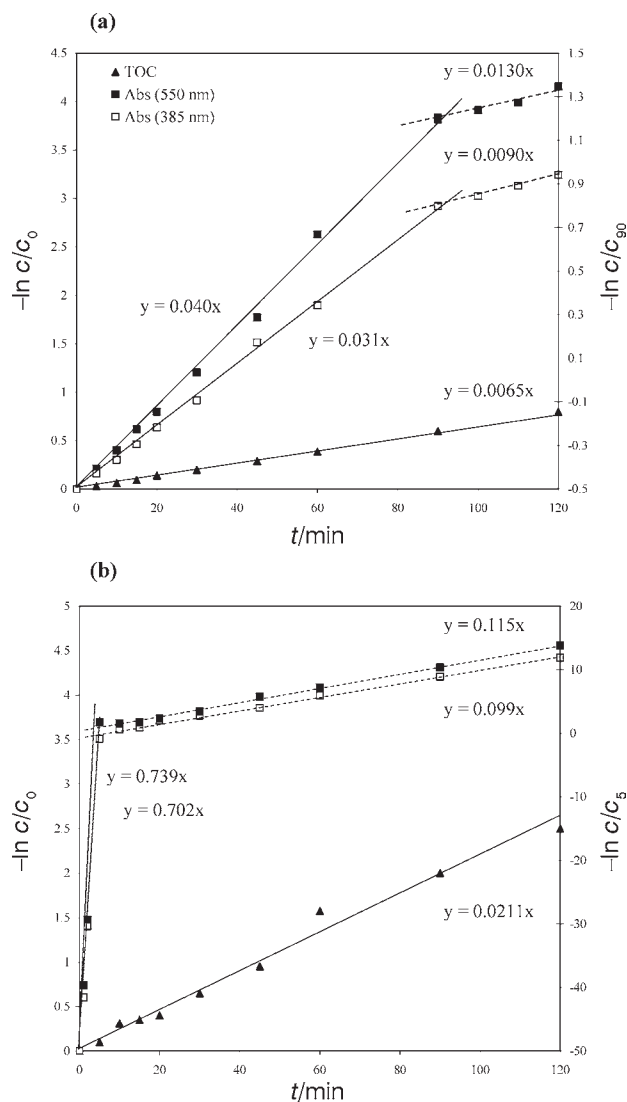 (a)
4.5
4
3.5
3
2.5
2
1.5
1
0.5
0
–ln c/c0
TOC
Abs (550 nm)
Abs (385 nm)
y = 0.0130x
y = 0.0090x
y = 0.040x
y = 0.031x
y = 0.0065x
1.5
1.3
1.1
0.9
0.7
0.5
0.3
0.1
-0.1
-0.3
-0.5
–ln c/c90
0 20 40 60 80 100 120
t/min
(b)
5
4.5
4
3.5
3
2.5
2
1.5
1
0.5
0
–ln c/c0
y = 0.115x
y = 0.099x
y = 0.739x
y = 0.702x
y = 0.0211x
20
10
0
-10
-20
-30
-40
-50
–ln c/c5
0 20 40 60 80 100 120
t/min